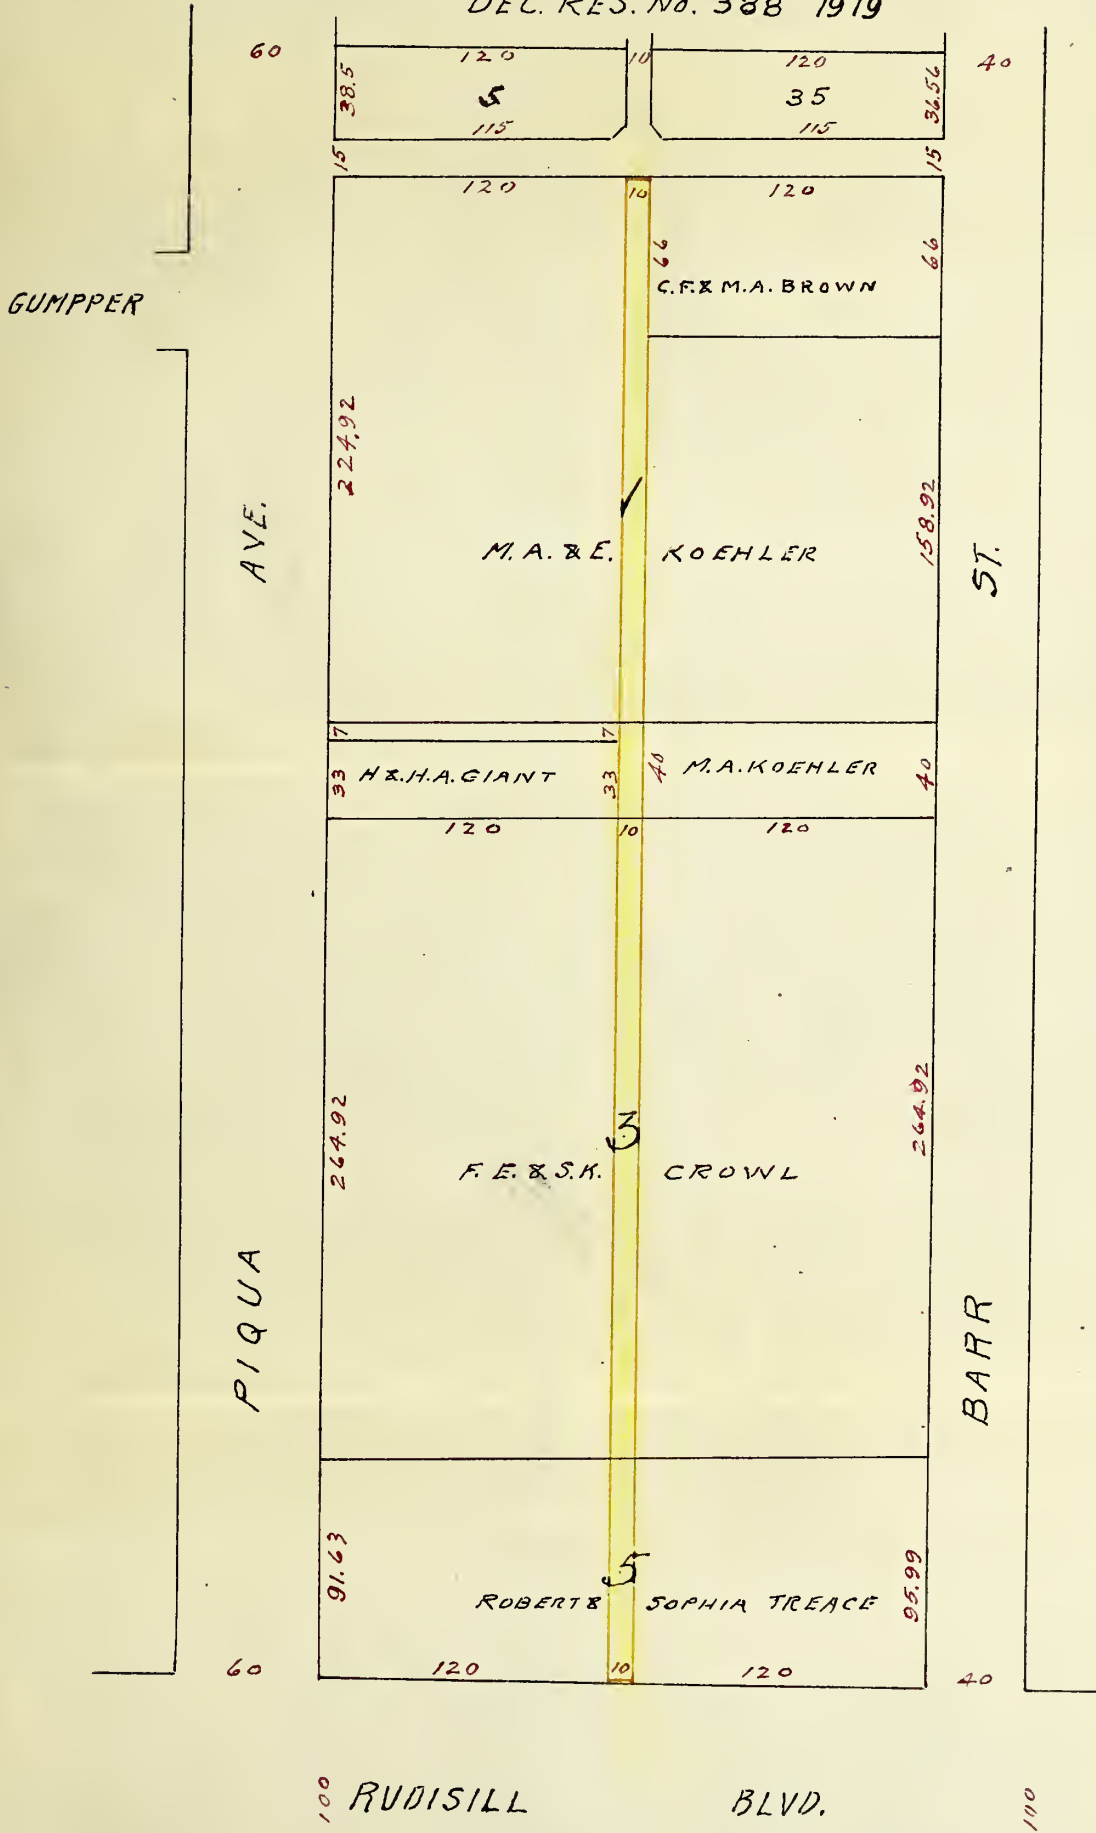 DEC. RES. No. 388 1919
60 120 10 120 40
38.5 5 35 36.56
115 115
15 15
120 10 120
66 66
C.F. & M.A. BROWN
GUMPPER
224.92
158.92
AVE.
ST.
M. A. & E. KOEHLER
7 7
33 H & H.A. GIANT 33 40 M.A. KOEHLER 40
120 10 120
264.92 264.92
3
F. E. & S.K. CROWL
PIQUA
BARR
91.63 95.99
5
ROBERT & SOPHIA TREACE
60 120 10 120 40
100 RUDISILL BLVD. 100